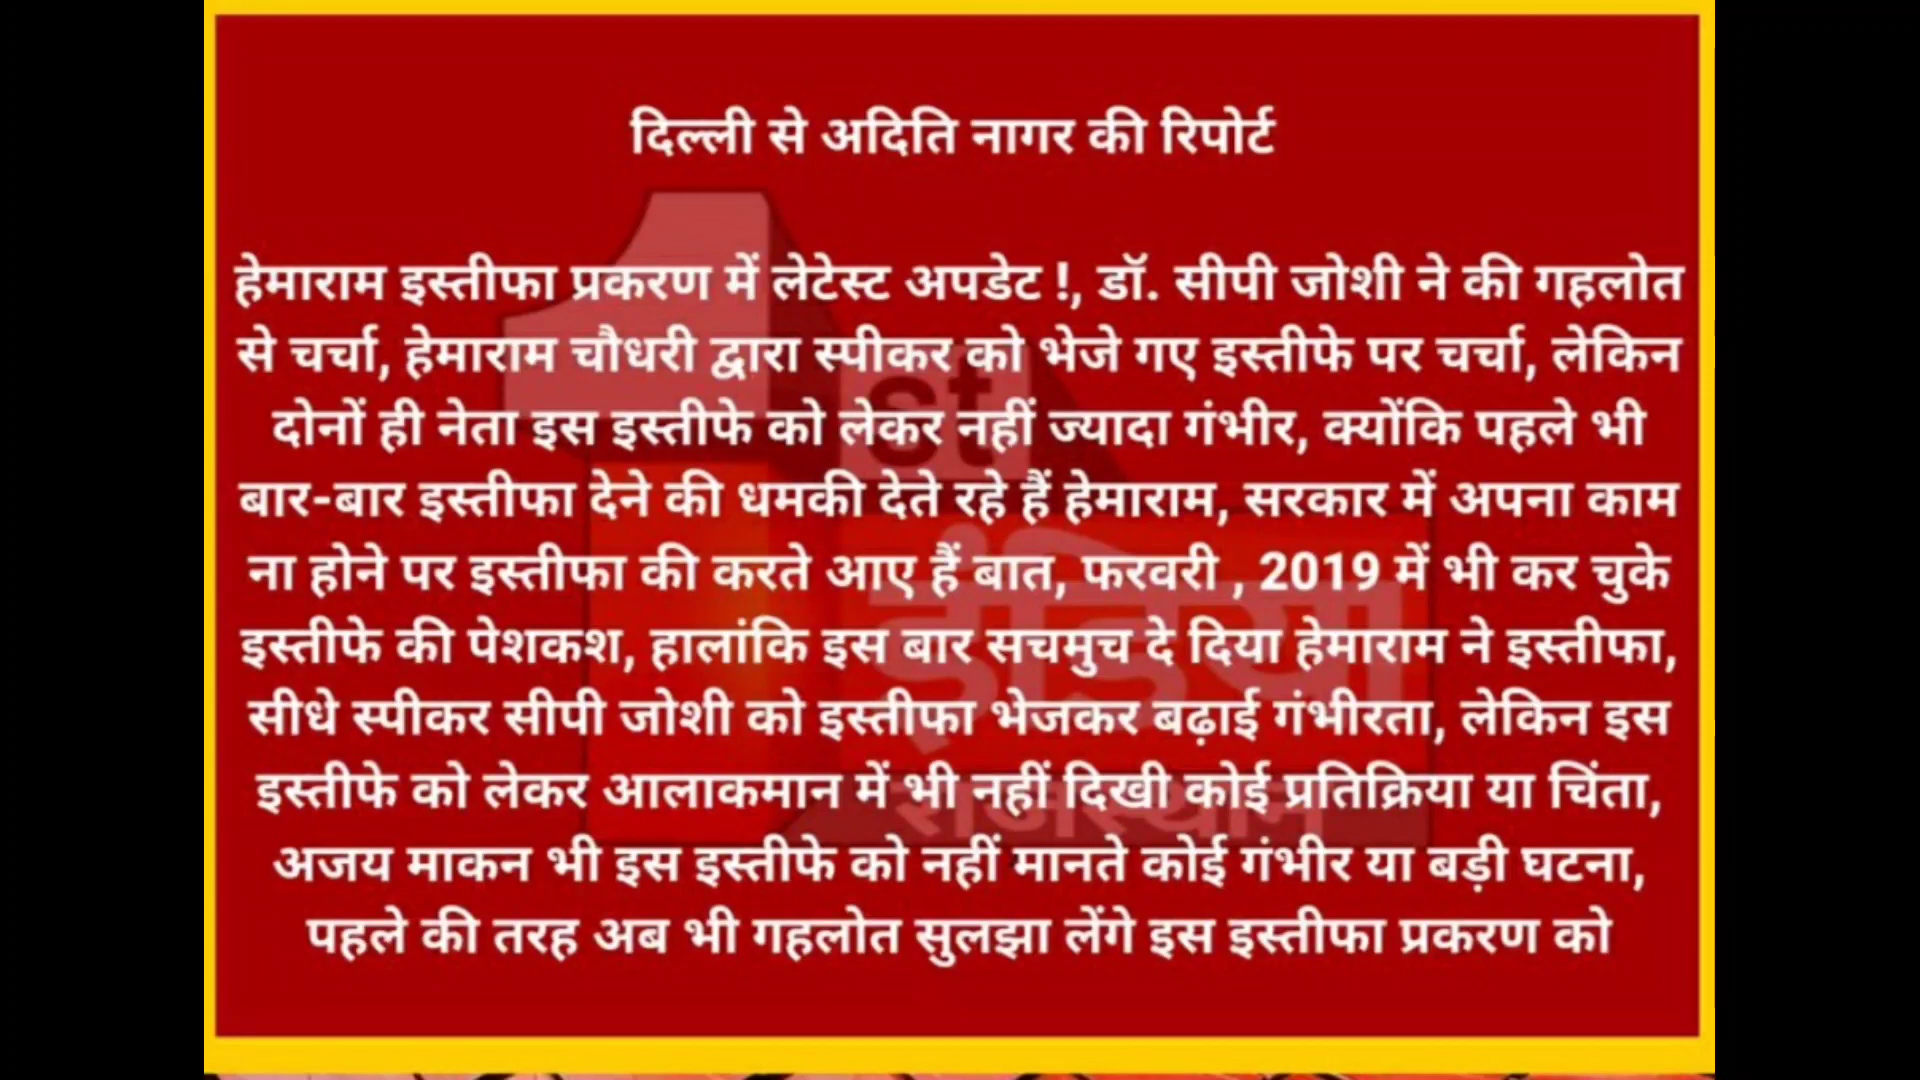 दिल्ली से अदिति नागर की रिपोर्ट
हेमाराम इस्तीफा प्रकरण में लेटेस्ट अपडेट !, डॉ. सीपी जोशी ने की गहलोत
से चर्चा, हेमाराम चौधरी द्वारा स्पीकर को भेजे गए इस्तीफे पर चर्चा, लेकिन
दोनों ही नेता इस इस्तीफे को लेकर नहीं ज्यादा गंभीर, क्योंकि पहले भी
बार-बार इस्तीफा देने की धमकी देते रहे हैं हेमाराम, सरकार में अपना काम
ना होने पर इस्तीफा की करते आए हैं बात, फरवरी , 2019 में भी कर चुके
इस्तीफे की पेशकश, हालांकि इस बार सचमुच दे दिया हेमाराम ने इस्तीफा,
सीधे स्पीकर सीपी जोशी को इस्तीफा भेजकर बढ़ाई गंभीरता, लेकिन इस
इस्तीफे को लेकर आलाकमान में भी नहीं दिखी कोई प्रतिक्रिया या चिंता,
अजय माकन भी इस इस्तीफे को नहीं मानते कोई गंभीर या बड़ी घटना,
पहले की तरह अब भी गहलोत सुलझा लेंगे इस इस्तीफा प्रकरण को
1st
इंडिया
राजस्थान